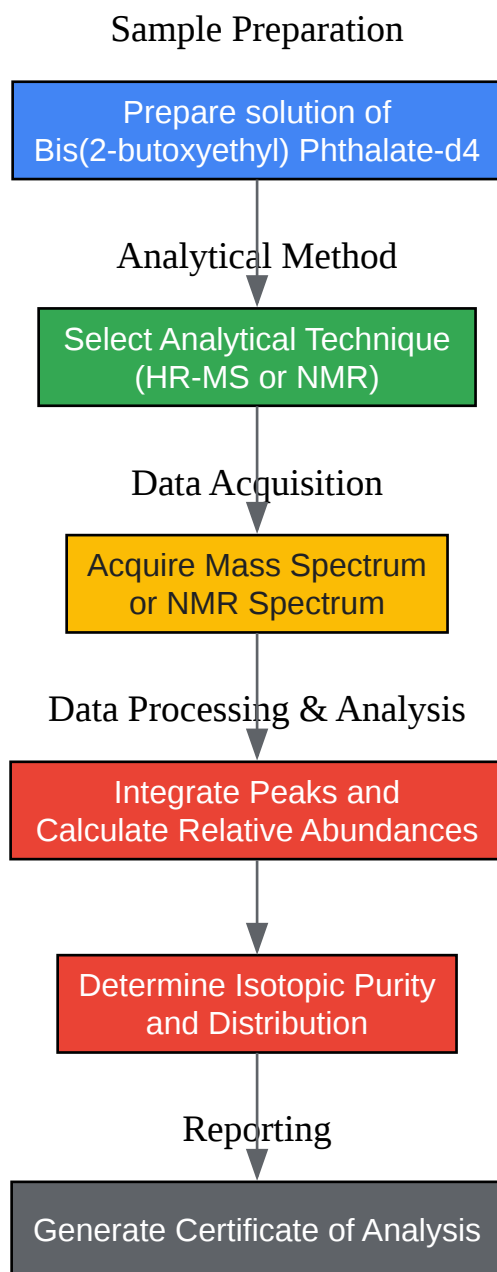 Sample Preparation
Prepare solution of
Bis(2-butoxyethyl) Phthalate-d4
Analytical Method
Select Analytical Technique
(HR-MS or NMR)
Data Acquisition
Acquire Mass Spectrum
or NMR Spectrum
Data Processing & Analysis
Integrate Peaks and
Calculate Relative Abundances
Determine Isotopic Purity
and Distribution
Reporting
Generate Certificate of Analysis